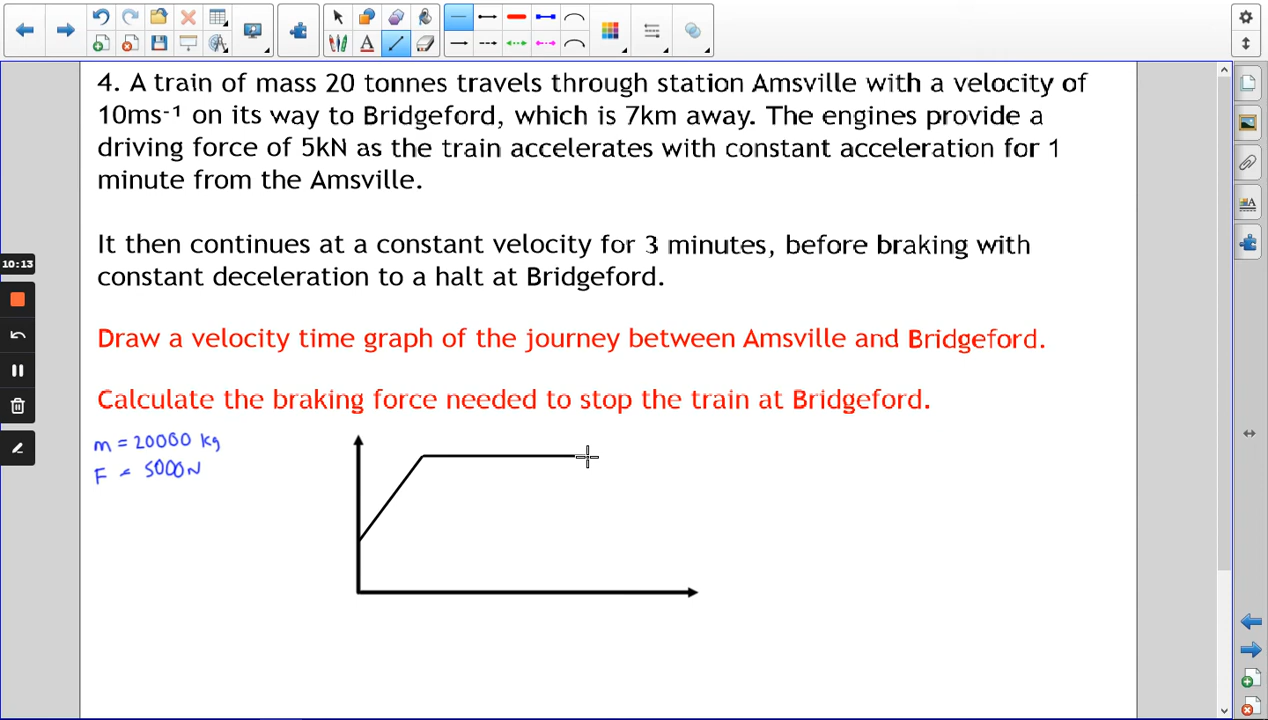 4. A train of mass 20 tonnes travels through station Amsville with a velocity of
10ms⁻¹ on its way to Bridgeford, which is 7km away. The engines provide a
driving force of 5kN as the train accelerates with constant acceleration for 1
minute from the Amsville.
It then continues at a constant velocity for 3 minutes, before braking with
constant deceleration to a halt at Bridgeford.
10:13
Draw a velocity time graph of the journey between Amsville and Bridgeford.
Calculate the braking force needed to stop the train at Bridgeford.
m = 20000 kg
F = 5000N